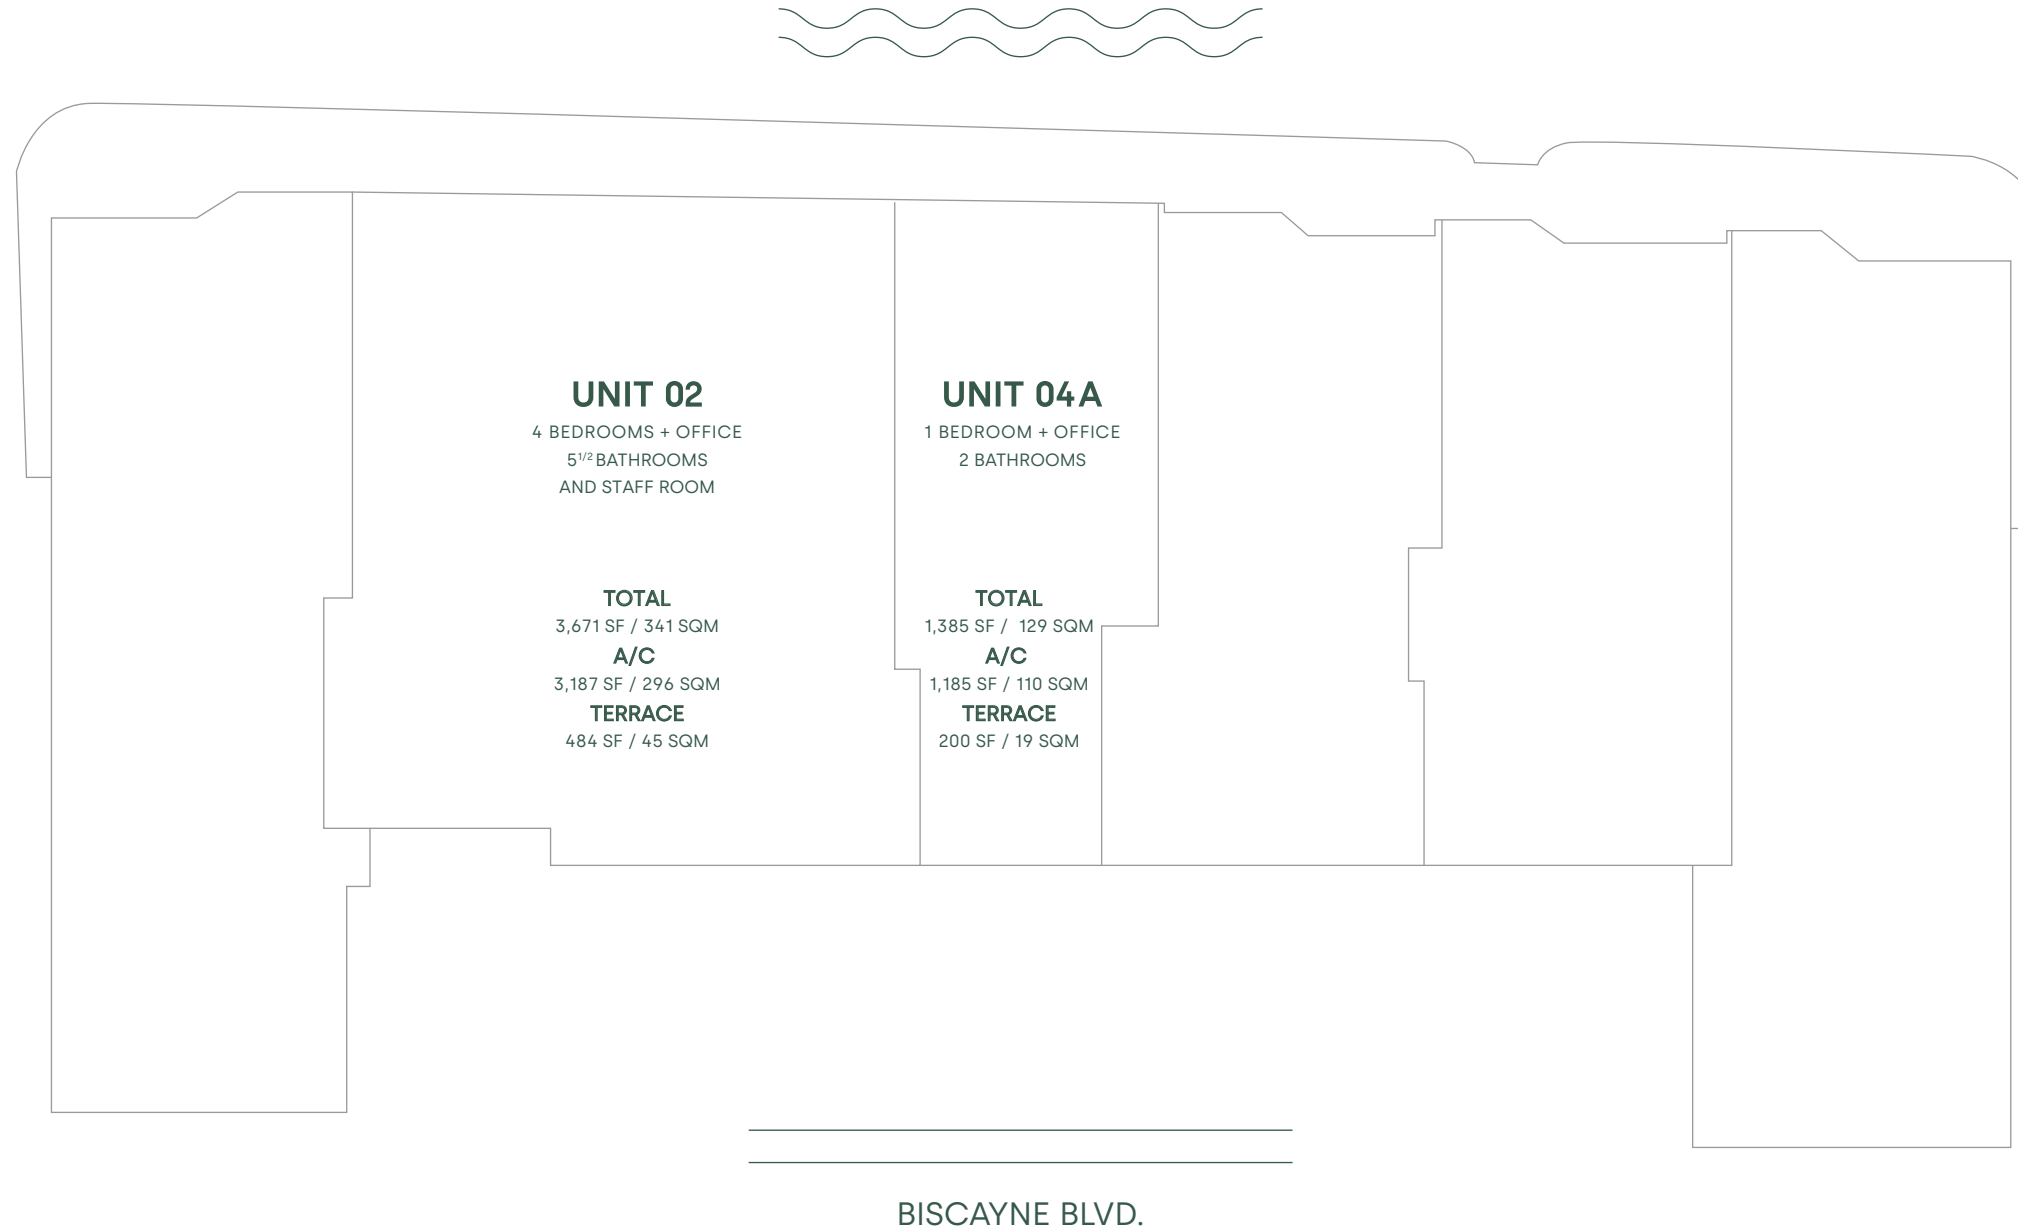 UNIT 02
4 BEDROOMS + OFFICE
5 1/2 BATHROOMS
AND STAFF ROOM
TOTAL
3,671 SF / 341 SQM
A/C
3,187 SF / 296 SQM
TERRACE
484 SF / 45 SQM
UNIT 04A
1 BEDROOM + OFFICE
2 BATHROOMS
TOTAL
1,385 SF / 129 SQM
A/C
1,185 SF / 110 SQM
TERRACE
200 SF / 19 SQM
BISCAYNE BLVD.